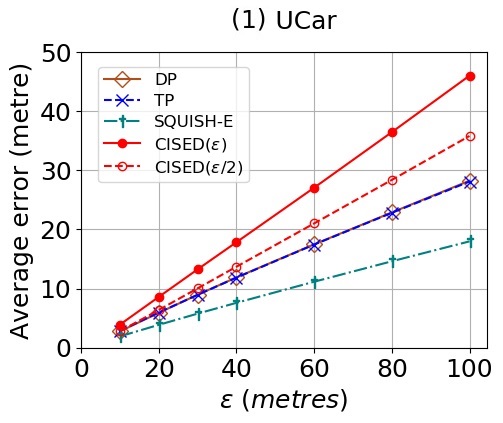 (1) UCar
Average error (metre)
50
40
30
20
10
0
DP
TP
SQUISH-E
CISED(ε)
CISED(ε/2)
0 20 40 60 80 100
ε (metres)